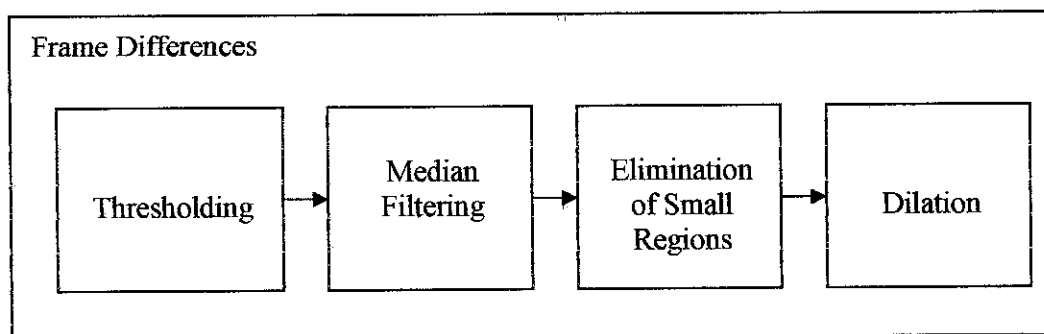 Frame Differences
Thresholding
Median
Filtering
Elimination
of Small
Regions
Dilation